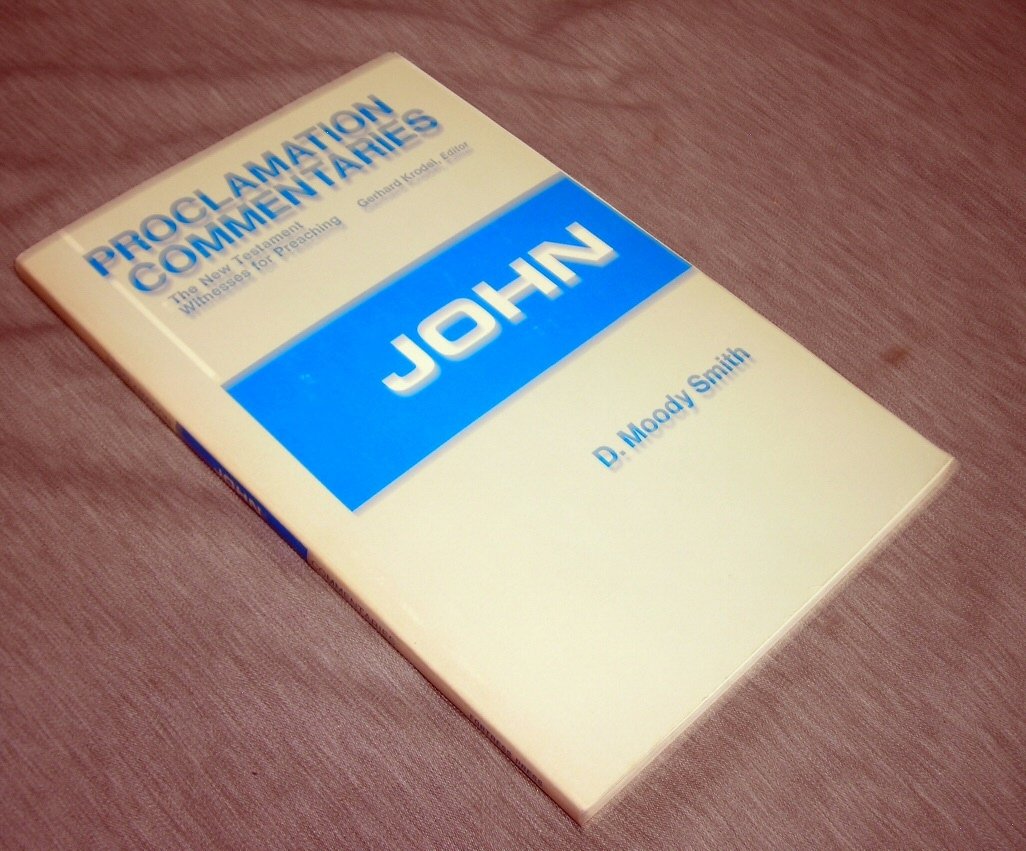 PROCLAMATION
COMMENTARIES
The New Testament
Witnesses for Preaching
Gerhard Krodel, Editor
JOHN
D. Moody Smith
JOHN